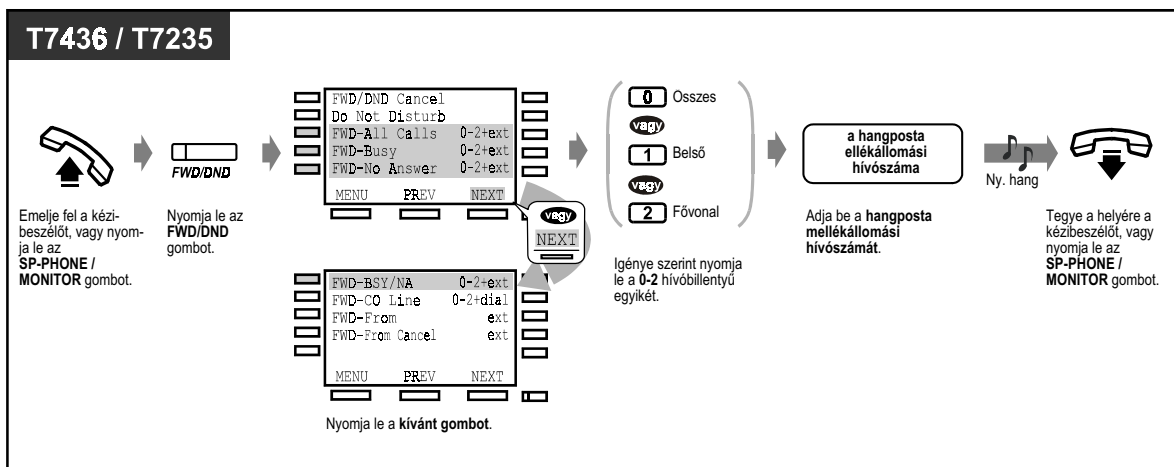 T7436 / T7235
Emelje fel a kézi-
beszélőt, vagy nyom-
ja le az
SP-PHONE /
MONITOR gombot.
FWD/DND
Nyomja le az
FWD/DND
gombot.
FWD/DND Cancel
Do Not Disturb
FWD-All Calls 0-2+ext
FWD-Busy 0-2+ext
FWD-No Answer 0-2+ext
MENU PREV NEXT
vagy
NEXT
FWD-BSY/NA 0-2+ext
FWD-CO Line 0-2+dial
FWD-From ext
FWD-From Cancel ext
MENU PREV NEXT
Nyomja le a kívánt gombot.
0 Osszes
vagy
1 Belső
vagy
2 Fővonal
Igénye szerint nyomja
le a 0-2 hívóbillentyű
egyikét.
a hangposta
ellékállomási
hívószáma
Adja be a hangposta
mellékállomási
hívószámát.
Ny. hang
Tegye a helyére a
kézibeszélőt, vagy
nyomja le az
SP-PHONE /
MONITOR gombot.